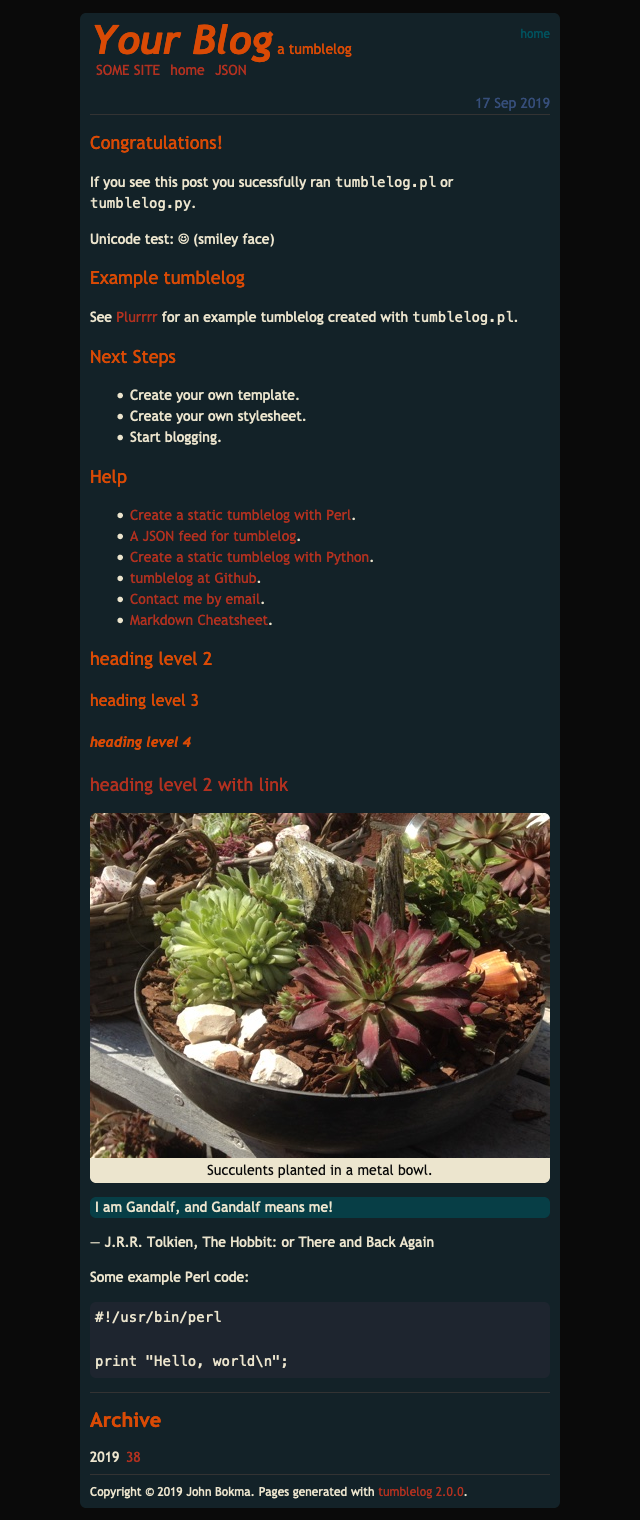 Your Blog a tumblelog
home
SOME SITE home JSON
17 Sep 2019
Congratulations!
If you see this post you sucessfully ran tumblelog.pl or
tumblelog.py.
Unicode test: ☺ (smiley face)
Example tumblelog
See Plurrrr for an example tumblelog created with tumblelog.pl.
Next Steps
• Create your own template.
• Create your own stylesheet.
• Start blogging.
Help
• Create a static tumblelog with Perl.
• A JSON feed for tumblelog.
• Create a static tumblelog with Python.
• tumblelog at Github.
• Contact me by email.
• Markdown Cheatsheet.
heading level 2
heading level 3
heading level 4
heading level 2 with link
Succulents planted in a metal bowl.
I am Gandalf, and Gandalf means me!
— J.R.R. Tolkien, The Hobbit: or There and Back Again
Some example Perl code:
#!/usr/bin/perl
print "Hello, world\n";
Archive
2019 38
Copyright © 2019 John Bokma. Pages generated with tumblelog 2.0.0.